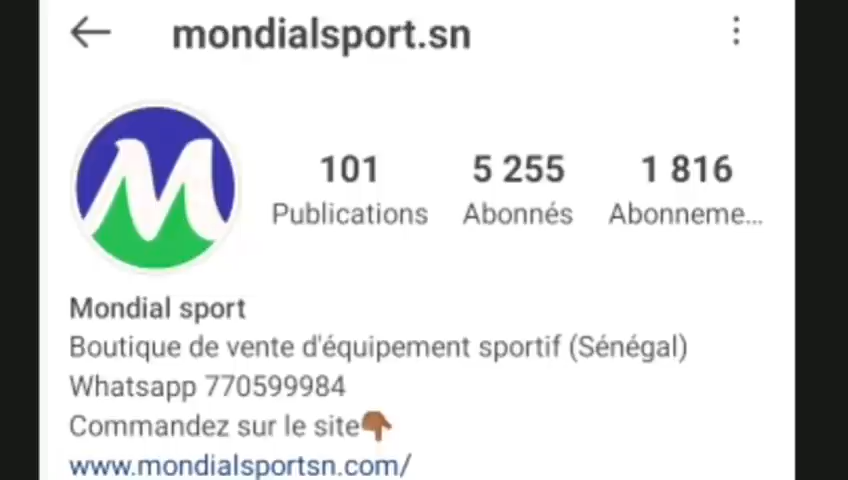 mondialsport.sn
101 5 255 1 816
Publications Abonnés Abonneme...
Mondial sport
Boutique de vente d'équipement sportif (Sénégal)
Whatsapp 770599984
Commandez sur le site👇🏾
www.mondialsportsn.com/